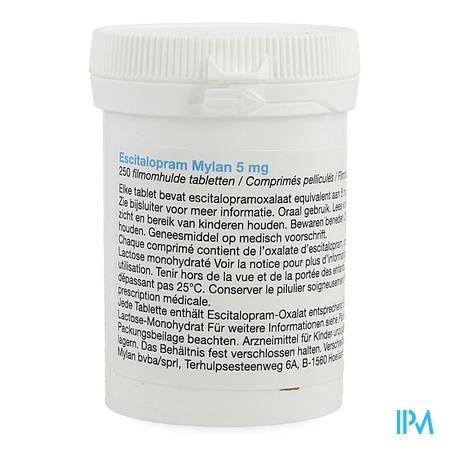 Escitalopram Mylan 5 mg
250 filmomhulde tabletten / Comprimés pelliculés /
Elke tablet bevat escitalopramoxalaat equivalent aan 5
Zie bijsluiter voor meer informatie. Oraal gebruik. Lees
zicht en bereik van kinderen houden. Bewaren beneden
houden. Geneesmiddel op medisch voorschrift.
Chaque comprimé contient de l'oxalate d'escitalopram,
Lactose monohydraté Voir la notice pour plus d'information
utilisation. Tenir hors de la vue et de la portée des enfants
dépassant pas 25°C. Conserver le pilulier soigneusement
prescription médicale.
Jede Tablette enthält Escitalopram-Oxalat entsprechend
Lactose-Monohydrat Für weitere Informationen siehe
Packungsbeilage beachten. Arzneimittel für Kinder
lagern. Das Behältnis fest verschlossen halten.
Mylan bvba/sprl, Terhulpsesteenweg 6A, B-1560
IPM